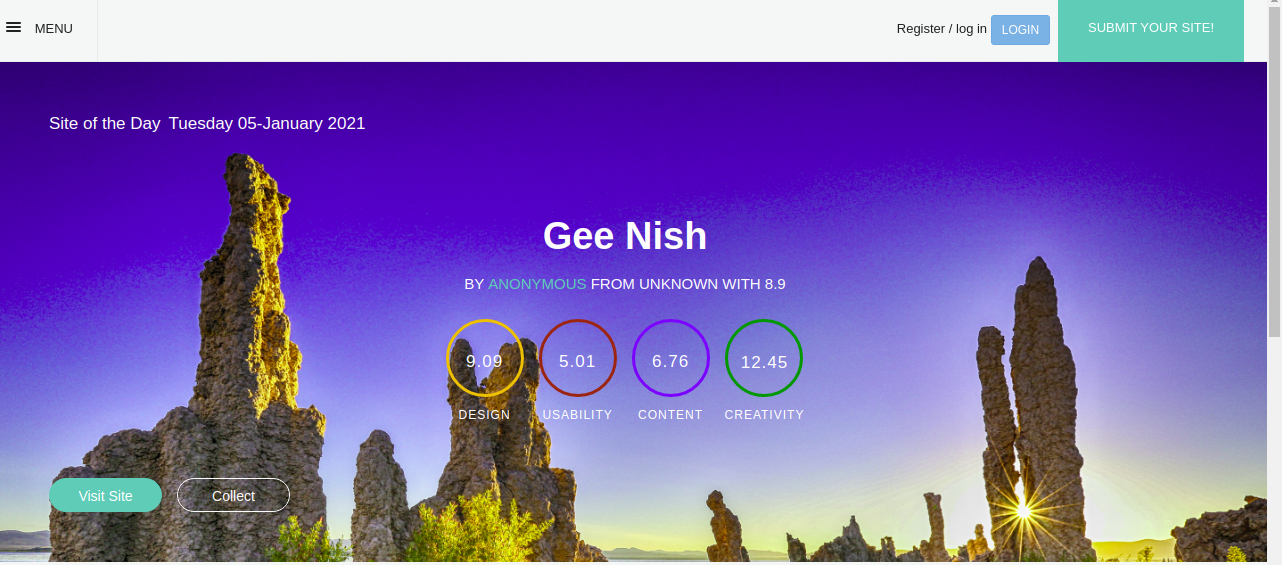 MENU
Register / log in LOGIN
SUBMIT YOUR SITE!
Site of the Day Tuesday 05-January 2021
Gee Nish
BY ANONYMOUS FROM UNKNOWN WITH 8.9
9.09 5.01 6.76 12.45
DESIGN USABILITY CONTENT CREATIVITY
Visit Site Collect